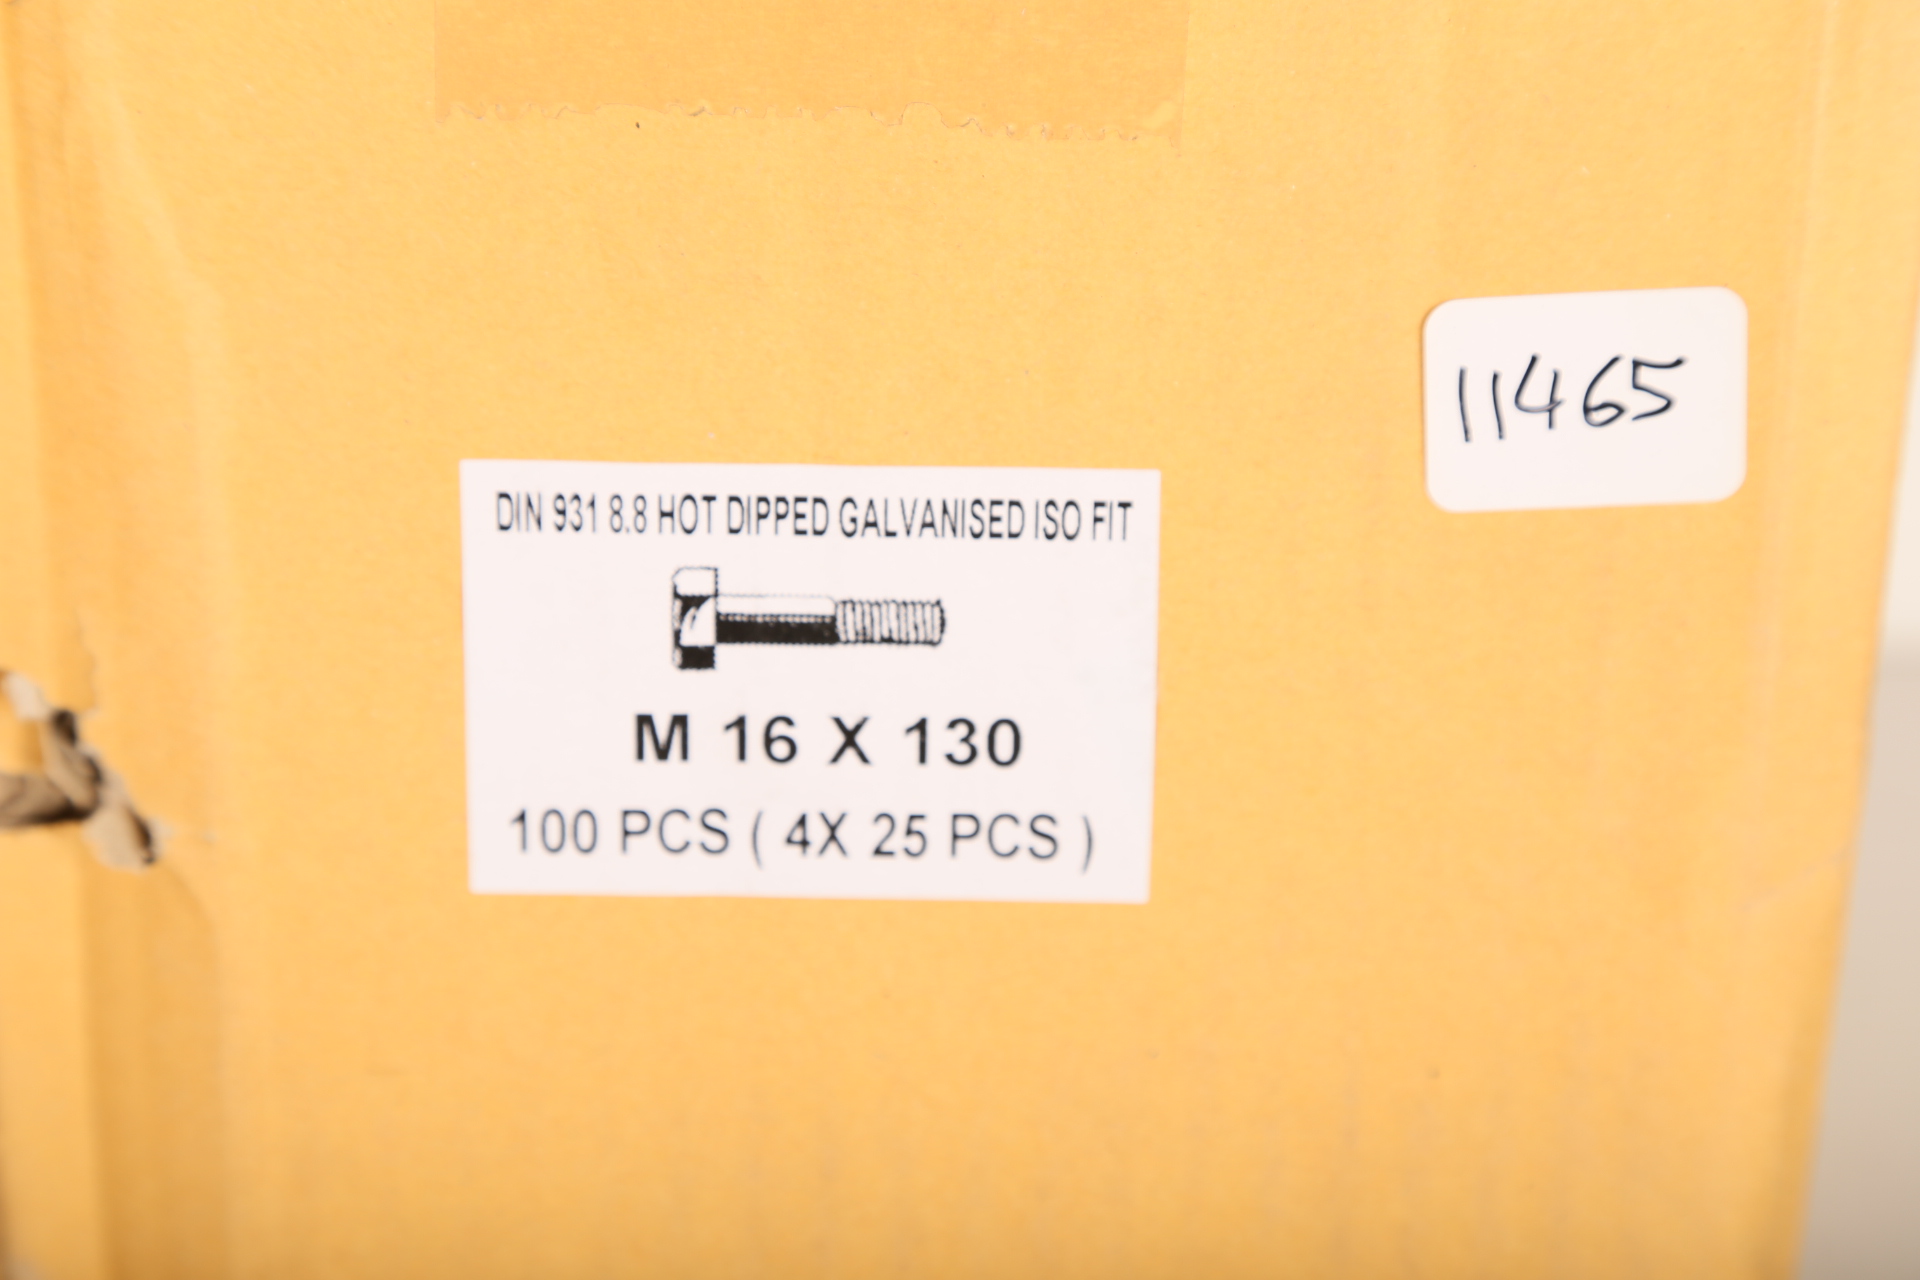 11465
DIN 931 8.8 HOT DIPPED GALVANISED ISO FIT
M 16 X 130
100 PCS ( 4X 25 PCS )